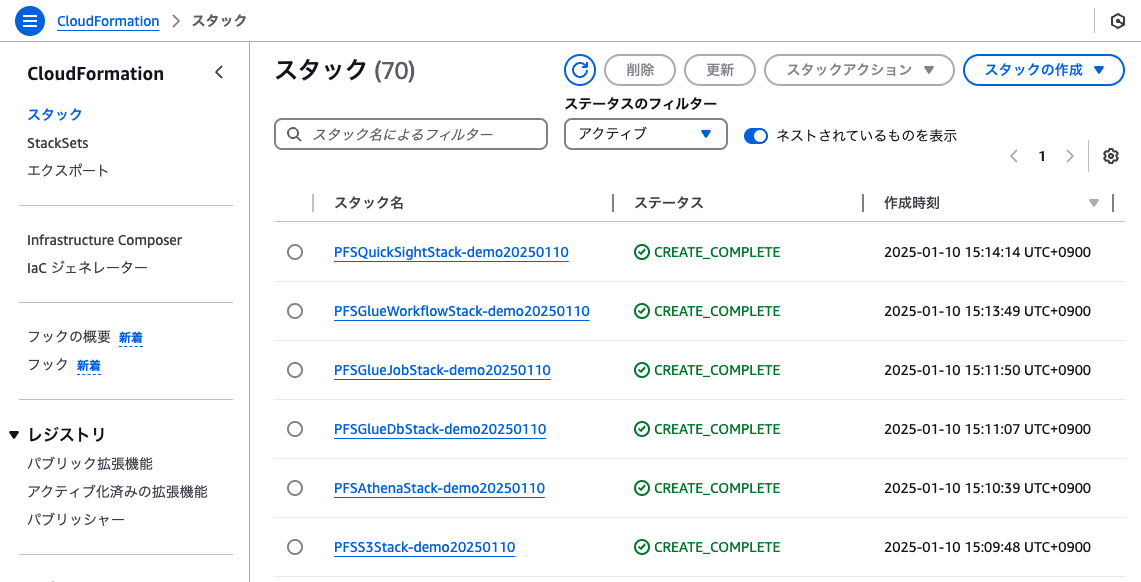 CloudFormation > スタック
CloudFormation
スタック
StackSets
エクスポート
Infrastructure Composer
IaC ジェネレーター
フックの概要 新着
フック 新着
レジストリ
パブリック拡張機能
アクティブ化済みの拡張機能
パブリッシャー
スタック (70)
削除
更新
スタックアクション
スタックの作成
スタック名によるフィルター
ステータスのフィルター
アクティブ
ネストされているものを表示
1
スタック名 ステータス 作成時刻
PFSQuickSightStack-demo20250110 CREATE_COMPLETE 2025-01-10 15:14:14 UTC+0900
PFSGlueWorkflowStack-demo20250110 CREATE_COMPLETE 2025-01-10 15:13:49 UTC+0900
PFSGlueJobStack-demo20250110 CREATE_COMPLETE 2025-01-10 15:11:50 UTC+0900
PFSGlueDbStack-demo20250110 CREATE_COMPLETE 2025-01-10 15:11:07 UTC+0900
PFSAthenaStack-demo20250110 CREATE_COMPLETE 2025-01-10 15:10:39 UTC+0900
PFSS3Stack-demo20250110 CREATE_COMPLETE 2025-01-10 15:09:48 UTC+0900